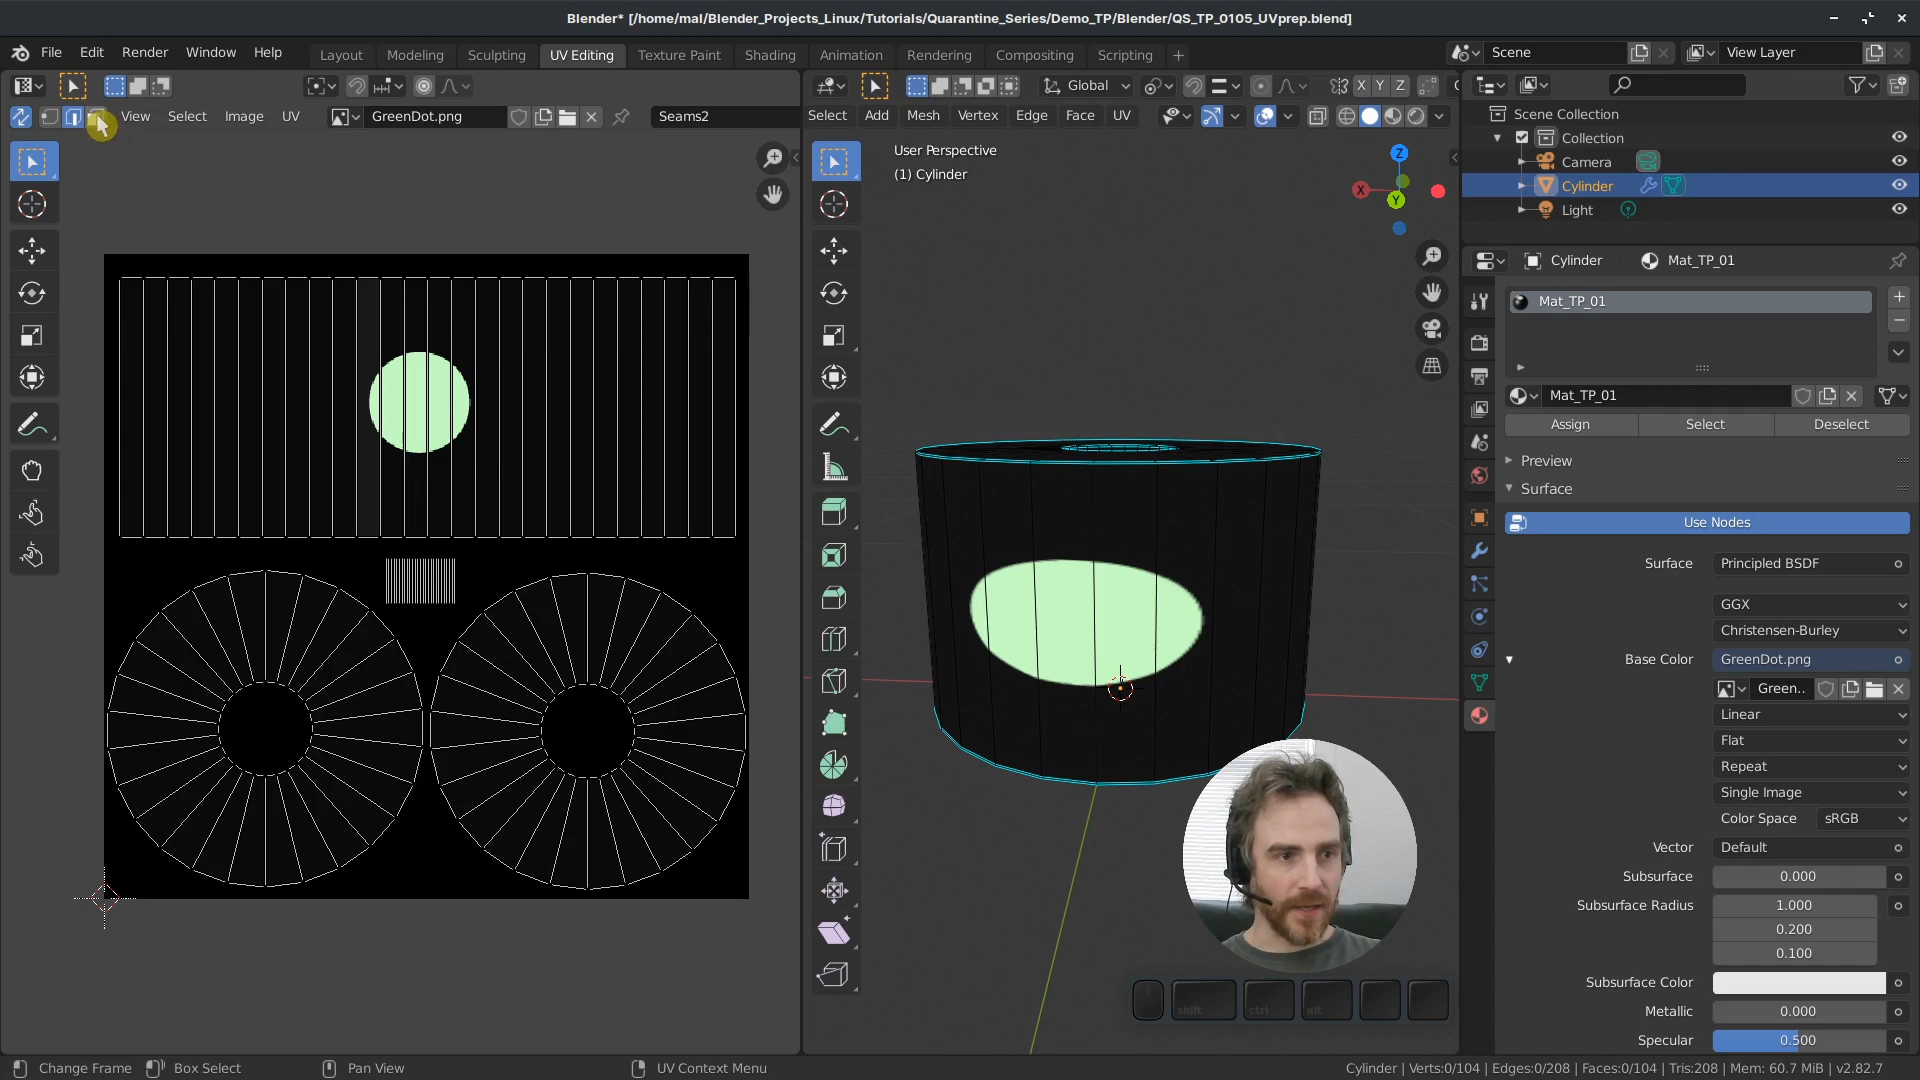 Blender* [/home/mal/Blender_Projects_Linux/Tutorials/Quarantine_Series/Demo_TP/Blender/QS_TP_0105_UVprep.blend]
File Edit Render Window Help
Layout Modeling Sculpting UV Editing Texture Paint Shading Animation Rendering Compositing Scripting +
Scene
View Layer
Global
X Y Z
View Select Image UV
GreenDot.png
Seams2
Select Add Mesh Vertex Edge Face UV
User Perspective
(1) Cylinder
Z
X
Y
Scene Collection
Collection
Camera
Cylinder
Light
Cylinder
Mat_TP_01
Mat_TP_01
Mat_TP_01
Assign
Select
Deselect
Preview
Surface
Use Nodes
Surface
Principled BSDF
GGX
Christensen-Burley
Base Color
GreenDot.png
Green..
Linear
Flat
Repeat
Single Image
Color Space
sRGB
Vector
Default
Subsurface
0.000
Subsurface Radius
1.000
0.200
0.100
Subsurface Color
Metallic
0.000
Specular
0.500
shift
ctrl
alt
Change Frame
Box Select
Pan View
UV Context Menu
Cylinder | Verts:0/104 | Edges:0/208 | Faces:0/104 | Tris:208 | Mem: 60.7 MiB | v2.82.7